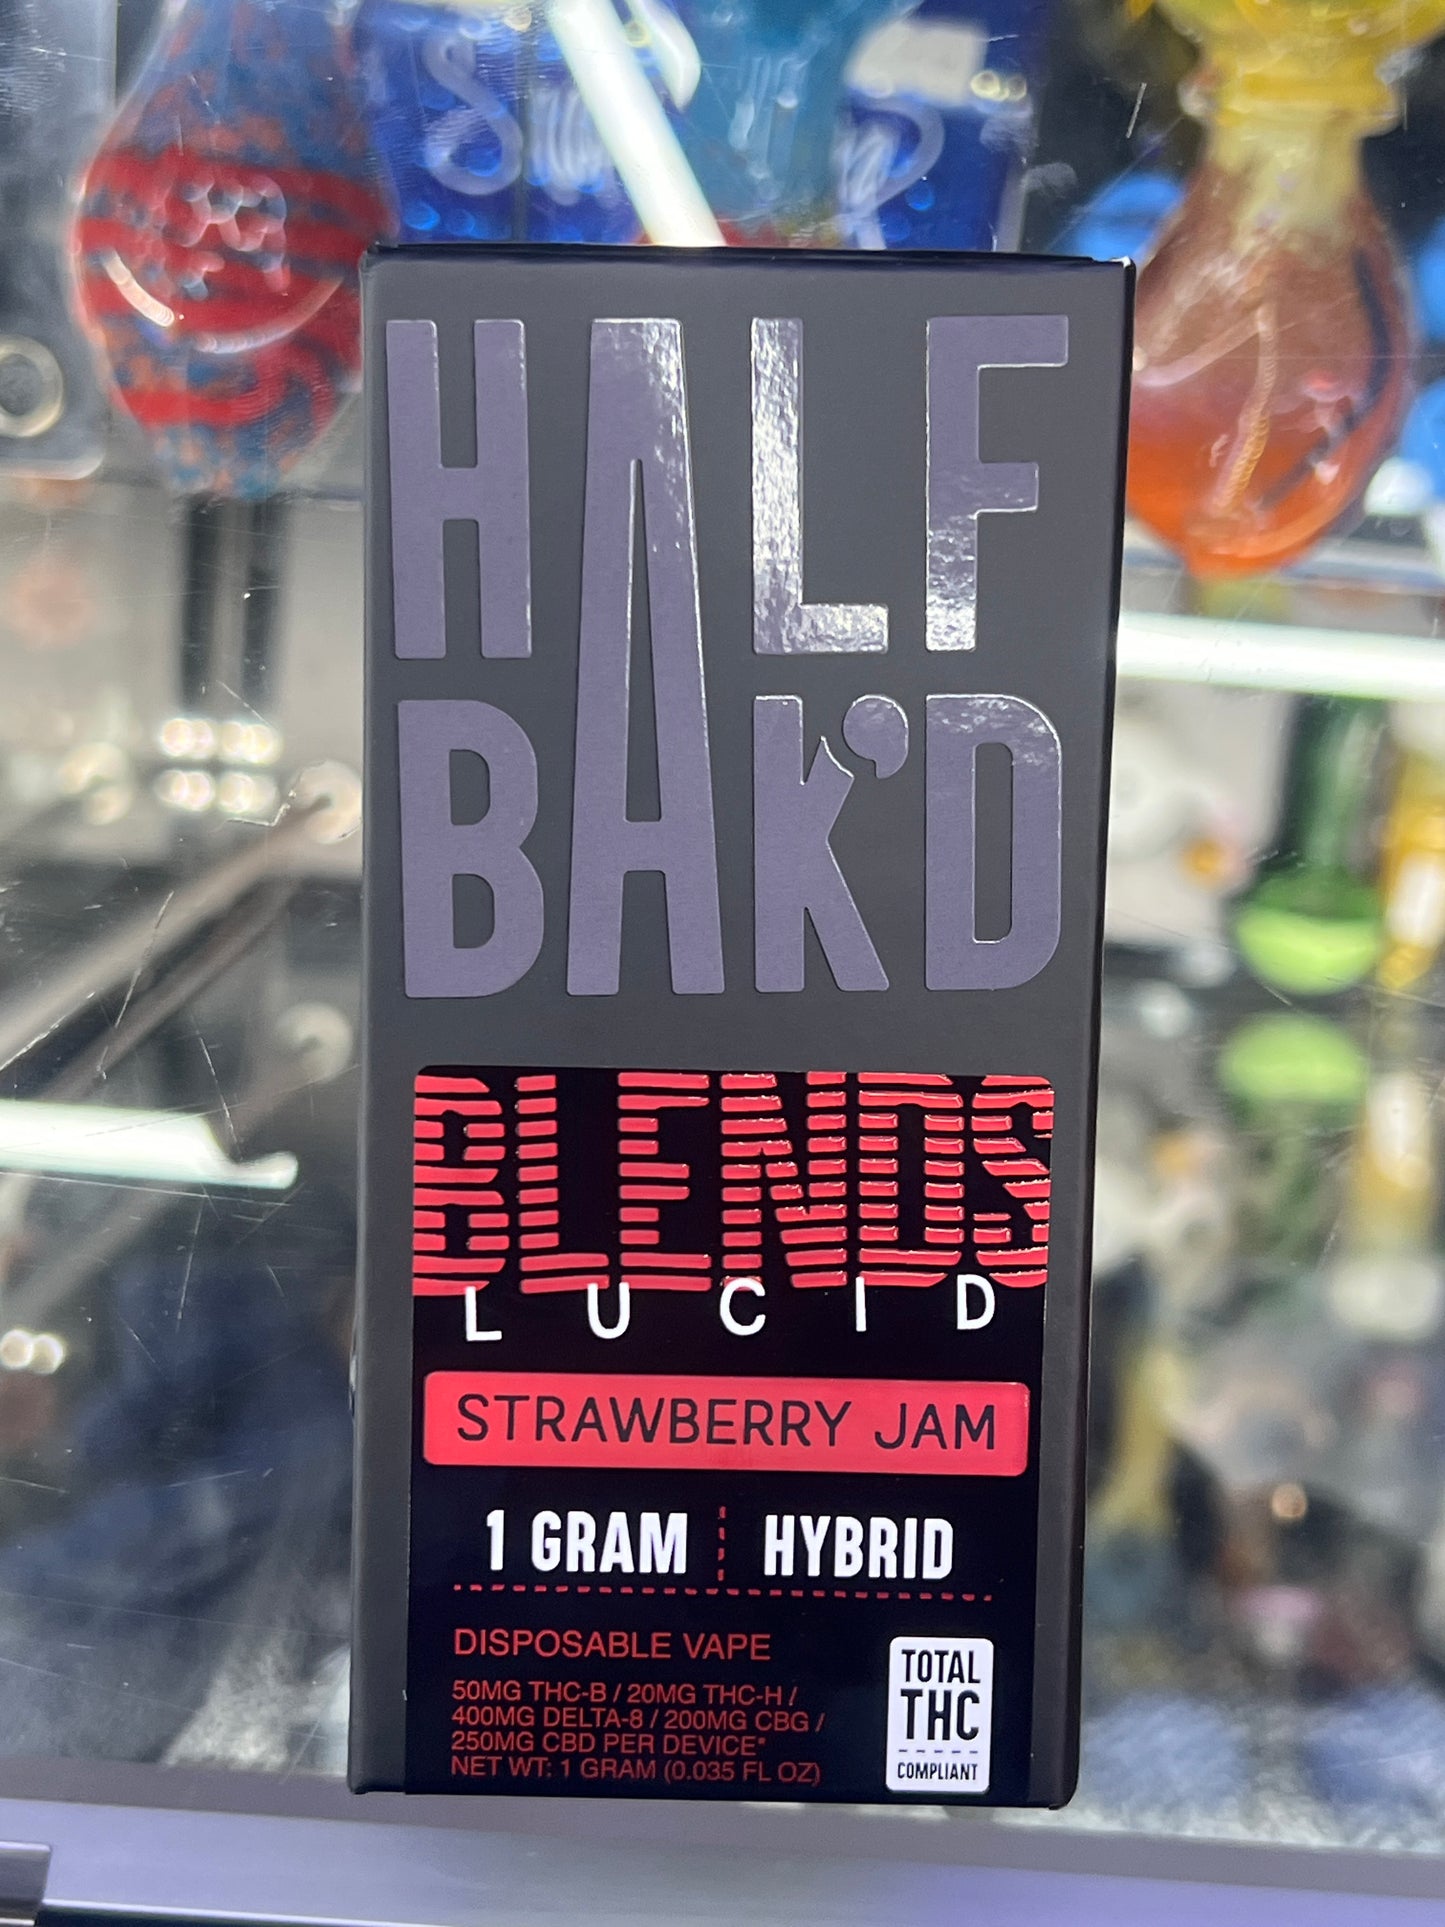 HALF
BAK'D
BLENDS
LUCID
STRAWBERRY JAM
1 GRAM HYBRID
DISPOSABLE VAPE
50MG THC-B / 20MG THC-H /
400MG DELTA-8 / 200MG CBG /
250MG CBD PER DEVICE*
NET WT: 1 GRAM (0.035 FL OZ)
TOTAL
THC
COMPLIANT